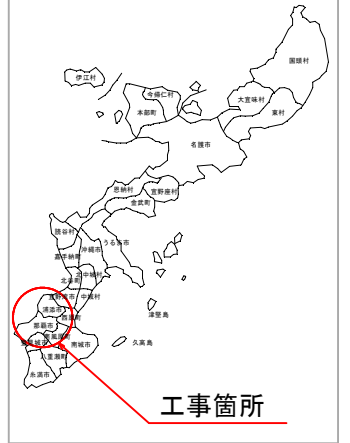 国頭村
伊江村
今帰仁村
大宜味村
本部町
東村
名護市
恩納村
宜野座村
金武町
読谷村
うるま市
沖縄市
嘉手納町
北中城村
北谷町
宜野湾市
中城村
浦添市
西原町
津堅島
那覇市
南風原町
豊見城市
南城市
久高島
八重瀬町
糸満市
工事箇所